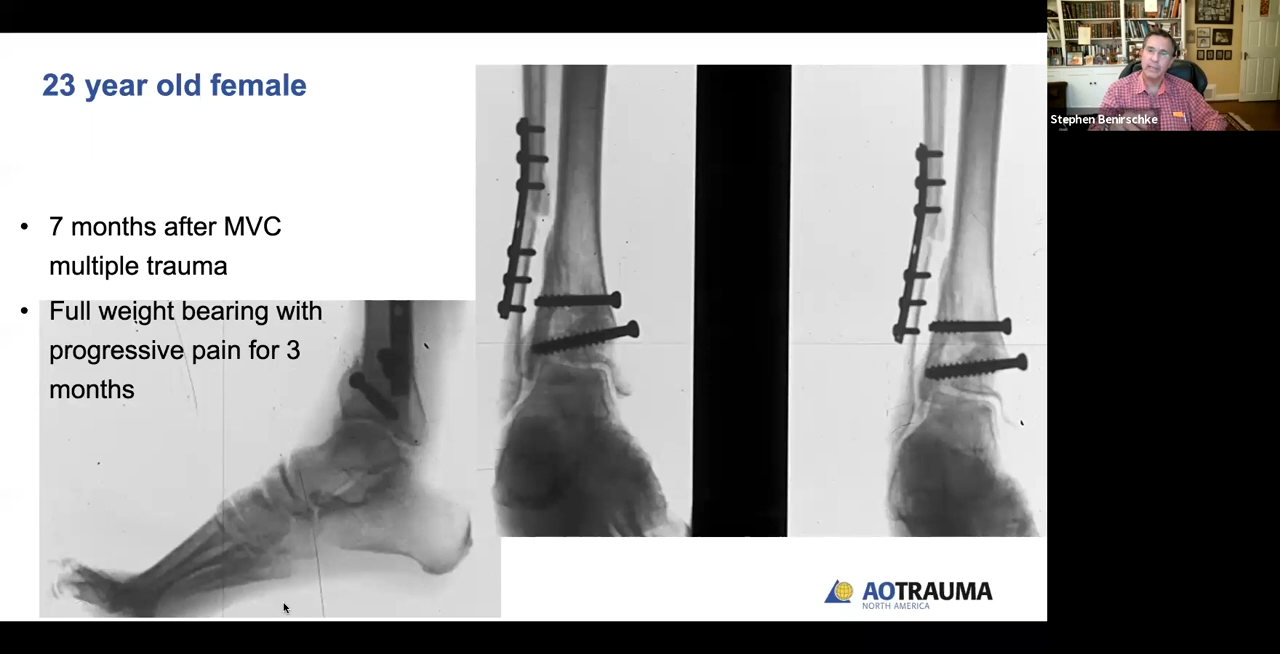 23 year old female
• 7 months after MVC
multiple trauma
• Full weight bearing with
progressive pain for 3
months
AOTRAUMA
NORTH AMERICA
Stephen Benirschke